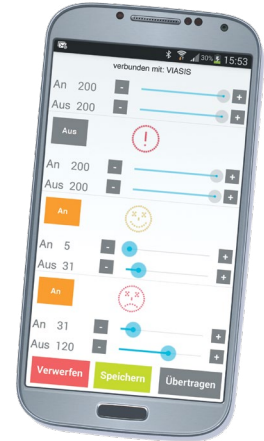 30% 15:53
verbunden mit: VIASIS
An 200 - +
Aus 200 - +
Aus !
An 200 - +
Aus 200 - +
An
An 5 - +
Aus 31 - +
An
An 31 - +
Aus 120 - +
Verwerfen Speichern Übertragen